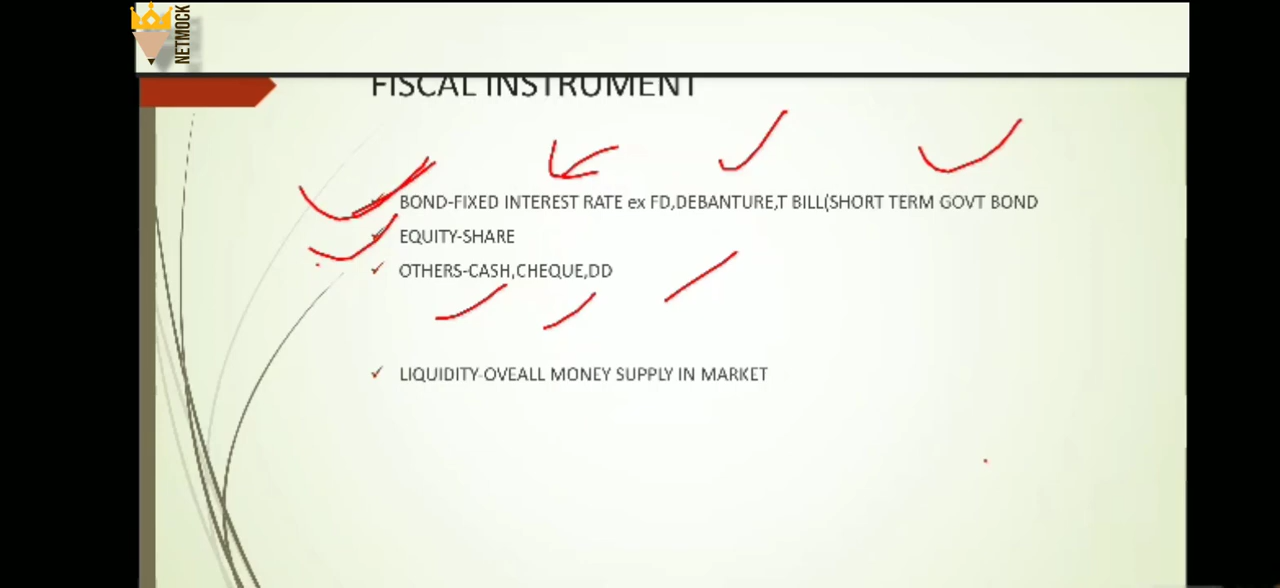 NETMOCK
FISCAL INSTRUMENT
BOND-FIXED INTEREST RATE ex FD,DEBANTURE,T BILL(SHORT TERM GOVT BOND
EQUITY-SHARE
OTHERS-CASH,CHEQUE,DD
LIQUIDITY-OVEALL MONEY SUPPLY IN MARKET